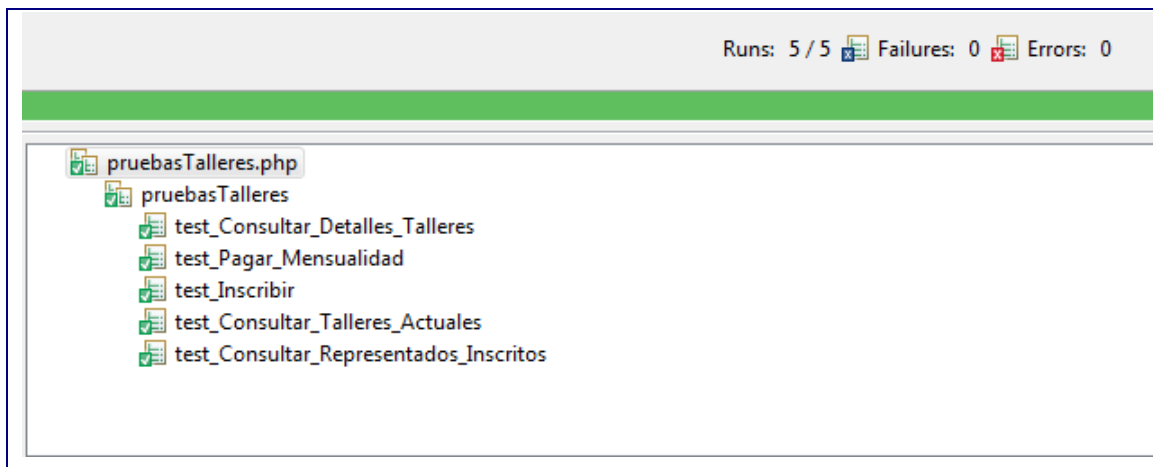 Runs: 5 / 5 Failures: 0 Errors: 0
pruebasTalleres.php
pruebasTalleres
test_Consultar_Detalles_Talleres
test_Pagar_Mensualidad
test_Inscribir
test_Consultar_Talleres_Actuales
test_Consultar_Representados_Inscritos